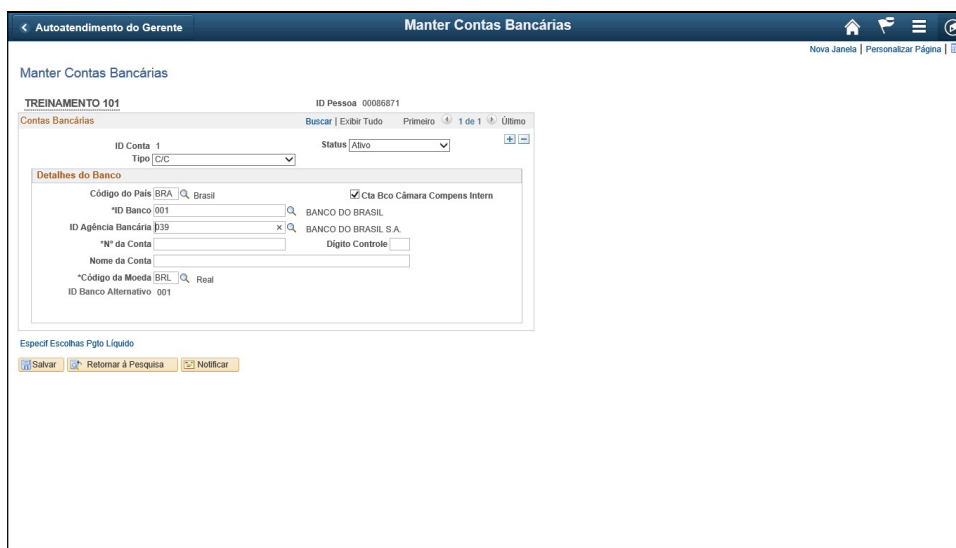 Autoatendimento do Gerente Manter Contas Bancárias
Nova Janela | Personalizar Página |
Manter Contas Bancárias
TREINAMENTO 101 ID Pessoa 00086871
Contas Bancárias Buscar | Exibir Tudo Primeiro 1 de 1 Último
ID Conta 1 Status Ativo
Tipo C/C
Detalhes do Banco
Código do País BRA Brasil Cta Bco Câmara Compens Intern
*ID Banco 001 BANCO DO BRASIL
ID Agência Bancária 039 BANCO DO BRASIL S.A.
*Nº da Conta Dígito Controle
Nome da Conta
*Código da Moeda BRL Real
ID Banco Alternativo 001
Especif Escolhas Pgto Líquido
Salvar Retornar à Pesquisa Notificar